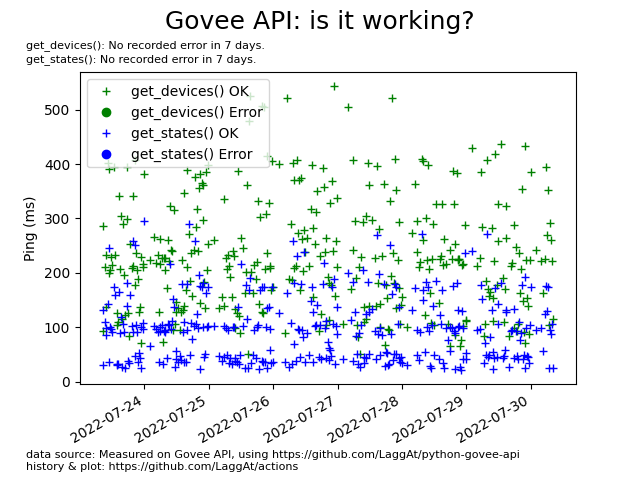 Govee API: is it working?
get_devices(): No recorded error in 7 days.
get_states(): No recorded error in 7 days.
get_devices() OK
get_devices() Error
get_states() OK
get_states() Error
Ping (ms)
500
400
300
200
100
0
2022-07-24
2022-07-25
2022-07-26
2022-07-27
2022-07-28
2022-07-29
2022-07-30
data source: Measured on Govee API, using https://github.com/LaggAt/python-govee-api
history & plot: https://github.com/LaggAt/actions